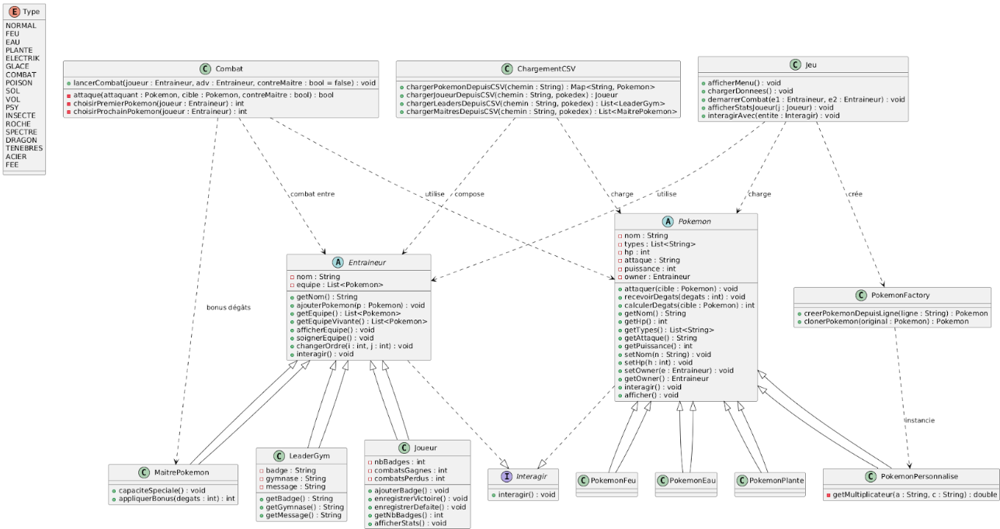 E Type
NORMAL
FEU
EAU
PLANTE
ELECTRIK
GLACE
COMBAT
POISON
SOL
VOL
PSY
INSECTE
ROCHE
SPECTRE
DRAGON
TENEBRES
ACIER
FEE
C Combat
lancerCombat(joueur : Entraineur, adv : Entraineur, contreMaitre : bool = false) : void
attaque(attaquant : Pokemon, cible : Pokemon, contreMaitre : bool) : bool
choisirPremierPokemon(joueur : Entraineur) : int
choisirProchainPokemon(joueur : Entraineur) : int
C ChargementCSV
chargerPokemonDepuisCSV(chemin : String) : Map<String, Pokemon>
chargerJoueurDepuisCSV(chemin : String, pokedex) : Joueur
chargerLeadersDepuisCSV(chemin : String, pokedex) : List<LeaderGym>
chargerMaitresDepuisCSV(chemin : String, pokedex) : List<MaitrePokemon>
C Jeu
afficherMenu() : void
chargerDonnees() : void
demarrerCombat(e1 : Entraineur, e2 : Entraineur) : void
afficherStatsJoueur(j : Joueur) : void
interagirAvec(entite : Interagir) : void
combat entre
utilise
compose
charge
utilise
charge
crée
bonus dégâts
A Entraineur
nom : String
equipe : List<Pokemon>
getNom() : String
ajouterPokemon(p : Pokemon) : void
getEquipe() : List<Pokemon>
getEquipeVivante() : List<Pokemon>
afficherEquipe() : void
soignerEquipe() : void
changerOrdre(i : int, j : int) : void
interagir() : void
A Pokemon
nom : String
types : List<String>
hp : int
attaque : String
puissance : int
owner : Entraineur
attaquer(cible : Pokemon) : void
recevoirDegats(degats : int) : void
calculerDegats(cible : Pokemon) : int
getNom() : String
getHp() : int
getTypes() : List<String>
getAttaque() : String
getPuissance() : int
setNom(n : String) : void
setHp(h : int) : void
setOwner(e : Entraineur) : void
getOwner() : Entraineur
interagir() : void
afficher() : void
C PokemonFactory
creerPokemonDepuisLigne(ligne : String) : Pokemon
clonerPokemon(original : Pokemon) : Pokemon
instancie
C MaitrePokemon
capaciteSpeciale() : void
appliquerBonus(degats : int) : int
C LeaderGym
badge : String
gymnase : String
message : String
getBadge() : String
getGymnase() : String
getMessage() : String
C Joueur
nbBadges : int
combatsGagnes : int
combatsPerdus : int
ajouterBadge() : void
enregistrerVictoire() : void
enregistrerDefaite() : void
getNbBadges() : int
afficherStats() : void
I Interagir
interagir() : void
C PokemonFeu
C PokemonEau
C PokemonPlante
C PokemonPersonnalise
getMultiplicateur(a : String, c : String) : double